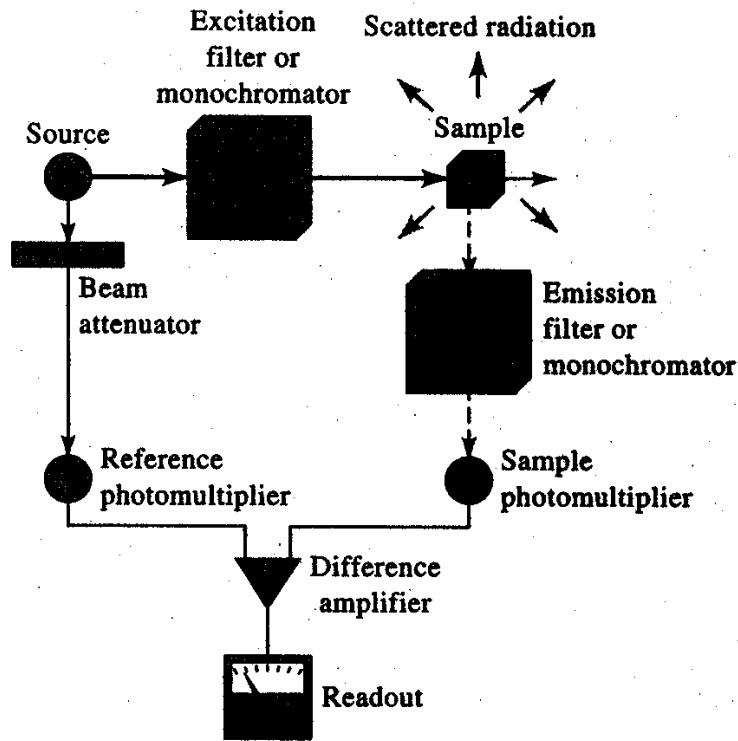 Excitation
filter or
monochromator
Scattered radiation
Source
Sample
Beam
attenuator
Emission
filter or
monochromator
Reference
photomultiplier
Sample
photomultiplier
Difference
amplifier
Readout